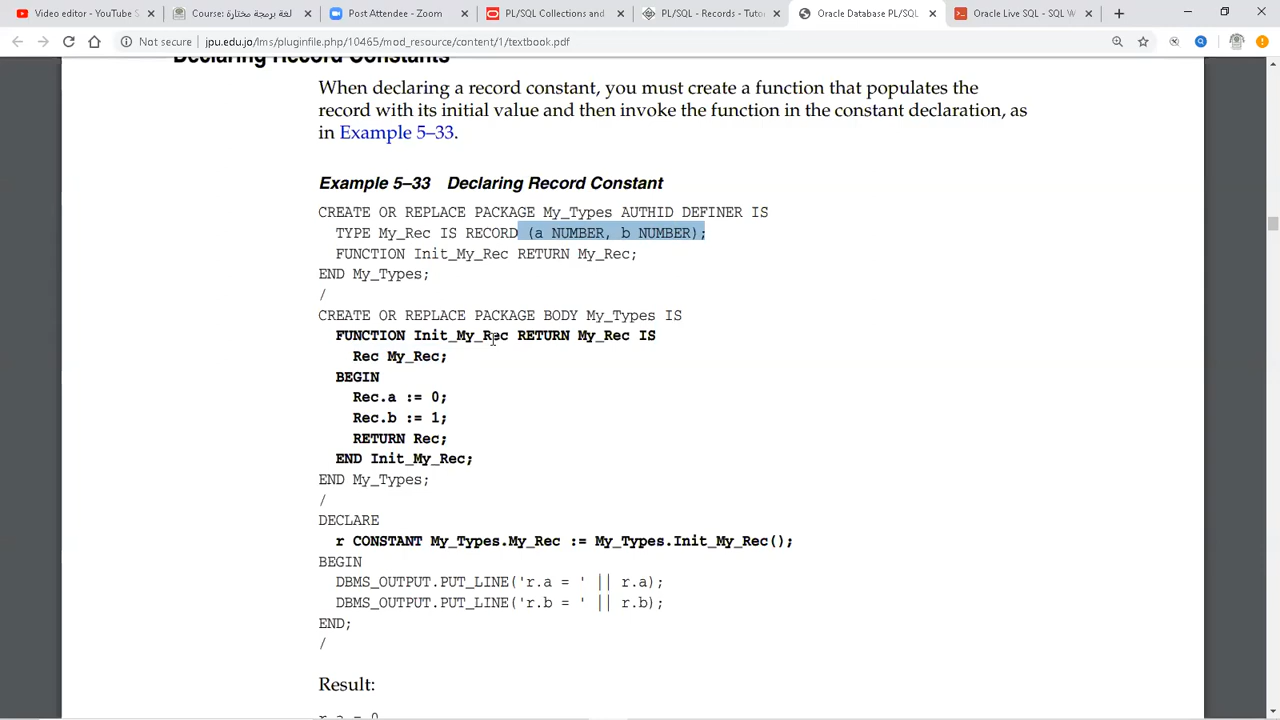 YouTube Video editor - YouTube S
Course: لغة برمجة مختارة
Post Attendee - Zoom
PL/SQL Collections and
PL/SQL - Records - Tuto
Oracle Database PL/SQL
Oracle Live SQL - SQL W
Not secure | jpu.edu.jo/lms/pluginfile.php/10465/mod_resource/content/1/textbook.pdf
Declaring Record Constants
When declaring a record constant, you must create a function that populates the
record with its initial value and then invoke the function in the constant declaration, as
in Example 5–33.
Example 5–33 Declaring Record Constant
CREATE OR REPLACE PACKAGE My_Types AUTHID DEFINER IS
TYPE My_Rec IS RECORD (a NUMBER, b NUMBER);
FUNCTION Init_My_Rec RETURN My_Rec;
END My_Types;
/
CREATE OR REPLACE PACKAGE BODY My_Types IS
FUNCTION Init_My_Rec RETURN My_Rec IS
Rec My_Rec;
BEGIN
Rec.a := 0;
Rec.b := 1;
RETURN Rec;
END Init_My_Rec;
END My_Types;
/
DECLARE
r CONSTANT My_Types.My_Rec := My_Types.Init_My_Rec();
BEGIN
DBMS_OUTPUT.PUT_LINE('r.a = ' || r.a);
DBMS_OUTPUT.PUT_LINE('r.b = ' || r.b);
END;
/
Result:
r.a = 0